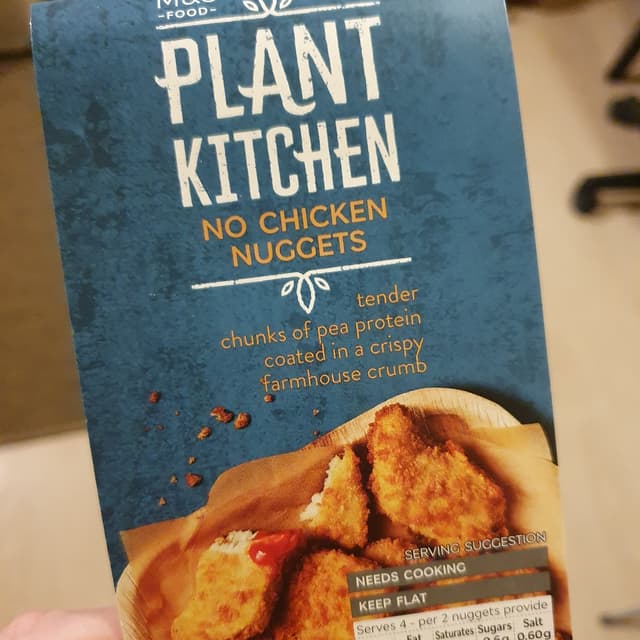 -FOOD-
PLANT
KITCHEN
NO CHICKEN
NUGGETS
tender
chunks of pea protein
coated in a crispy
farmhouse crumb
SERVING SUGGESTION
NEEDS COOKING
KEEP FLAT
Serves 4 - per 2 nuggets provide
Fat Saturates Sugars Salt
0.60g